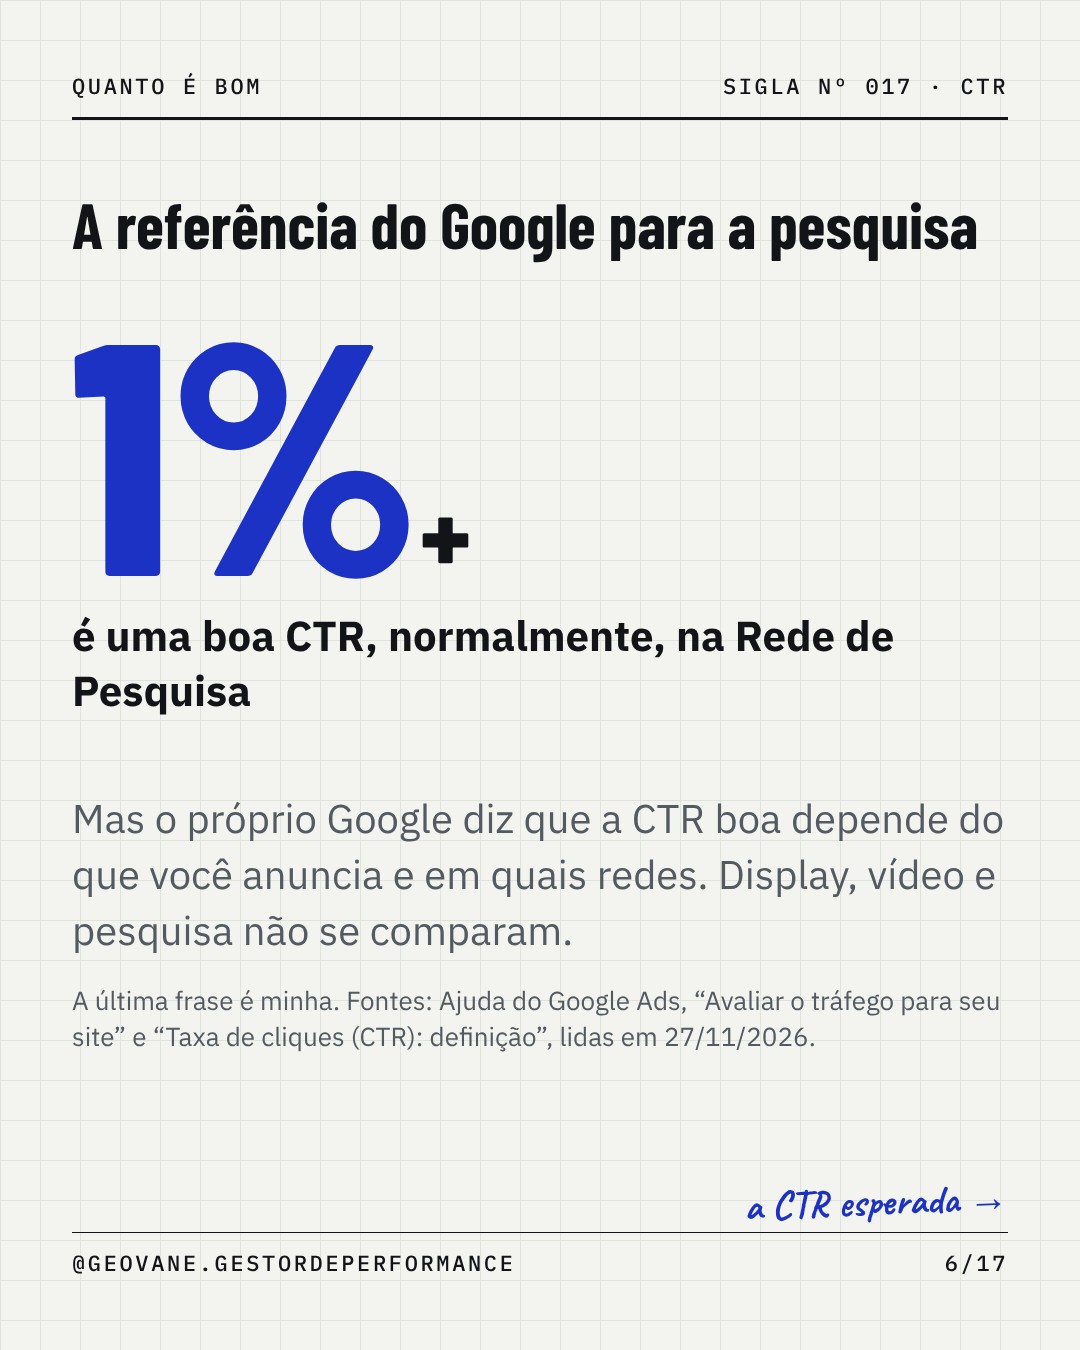 QUANTO É BOM
SIGLA Nº 017 · CTR
A referência do Google para a pesquisa
1%+
é uma boa CTR, normalmente, na Rede de
Pesquisa
Mas o próprio Google diz que a CTR boa depende do
que você anuncia e em quais redes. Display, vídeo e
pesquisa não se comparam.
A última frase é minha. Fontes: Ajuda do Google Ads, “Avaliar o tráfego para seu
site” e “Taxa de cliques (CTR): definição”, lidas em 27/11/2026.
a CTR esperada →
@GEOVANE.GESTORDEPERFORMANCE
6/17